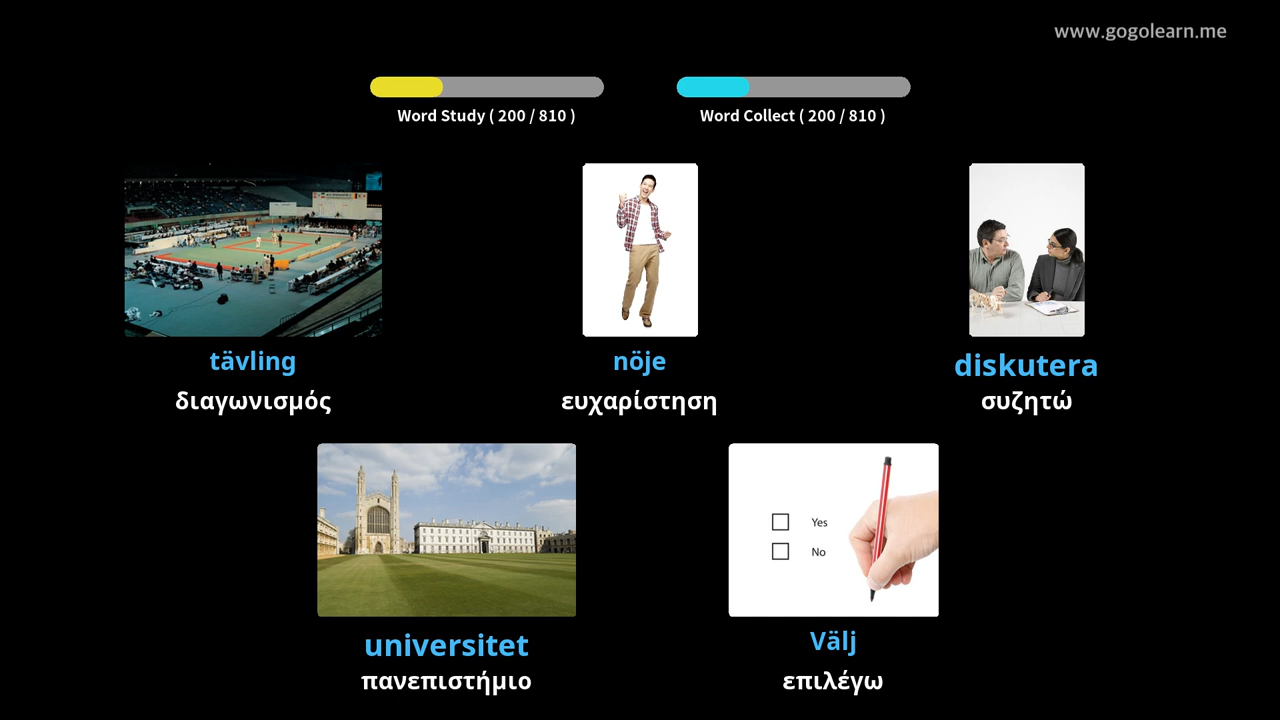 www.gogolearn.me
Word Study ( 200 / 810 )
Word Collect ( 200 / 810 )
tävling
διαγωνισμός
nöje
ευχαρίστηση
diskutera
συζητώ
Yes
No
universitet
πανεπιστήμιο
Välj
επιλέγω